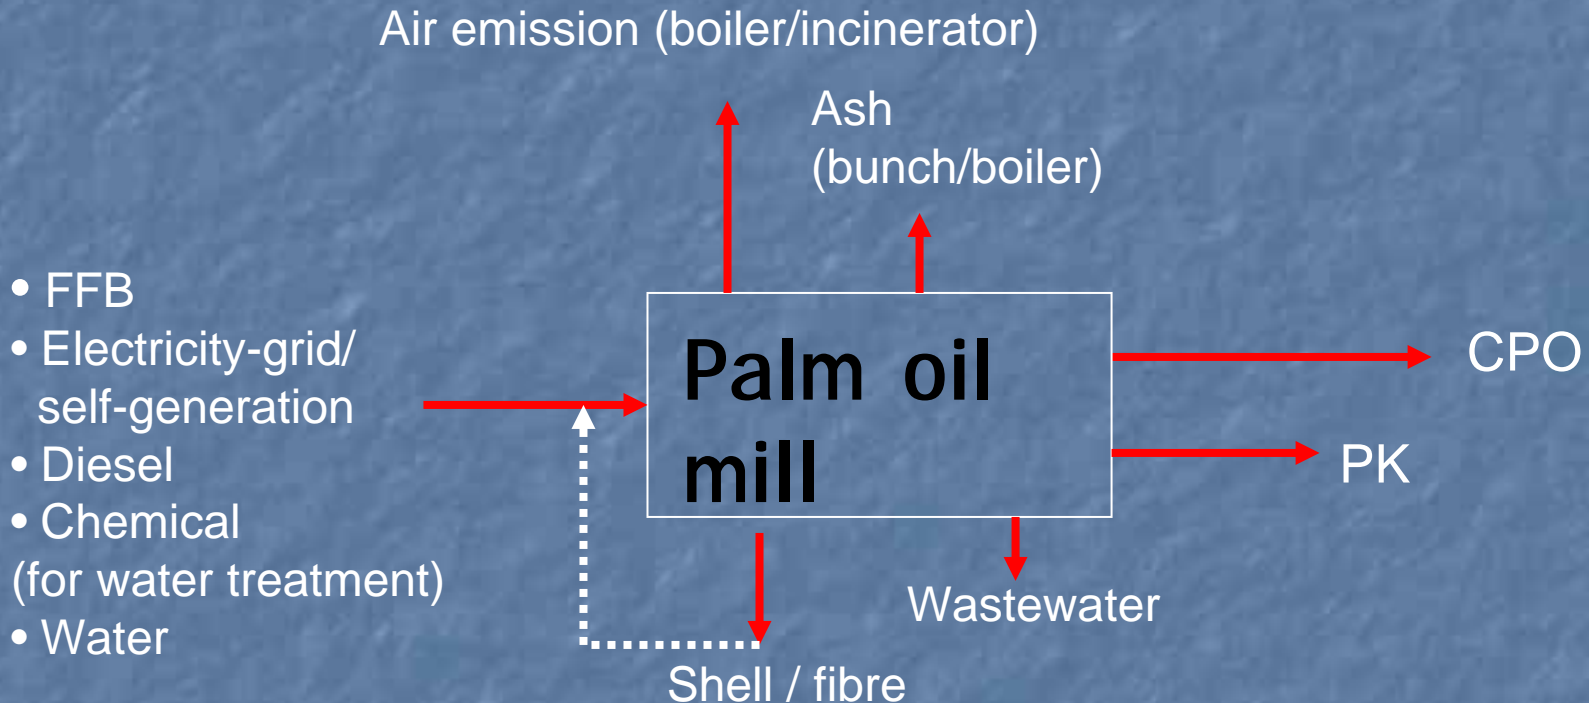 Air emission (boiler/incinerator)
Ash
(bunch/boiler)
• FFB
• Electricity-grid/
self-generation
• Diesel
• Chemical
(for water treatment)
• Water
Palm oil
mill
CPO
PK
Wastewater
Shell / fibre